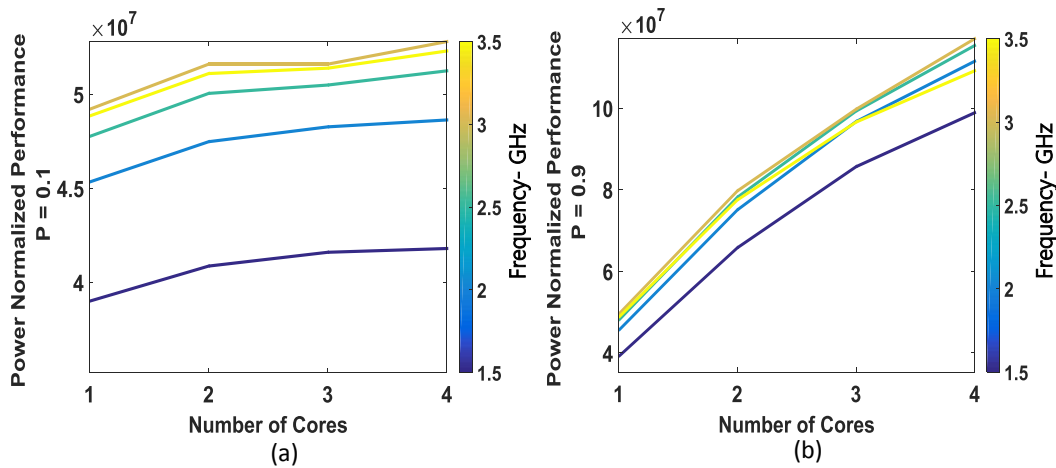 ×10⁷
Power Normalized Performance
P = 0.1
5
4.5
4
1
2
3
4
Number of Cores
(a)
3.5
3
2.5
2
1.5
Frequency- GHz
×10⁷
Power Normalized Performance
P = 0.9
10
8
6
4
1
2
3
4
Number of Cores
(b)
3.5
3
2.5
2
1.5
Frequency- GHz